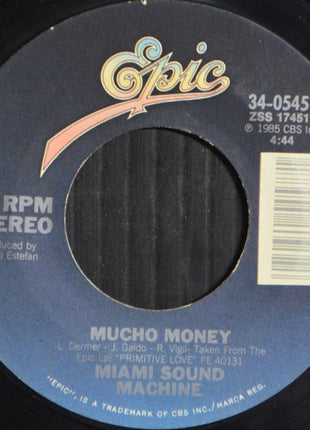 Epic
34-0545
ZSS 17451
℗ 1985 CBS INC
4:44
RPM
STEREO
duced by
o Estefan
MUCHO MONEY
-L. Dermer - J. Galdo - R. Vigil- Taken From The
Epic Lp: "PRIMITIVE LOVE" FE 40131
MIAMI SOUND
MACHINE
"EPIC", IS A TRADEMARK OF CBS INC./MARCA REG.